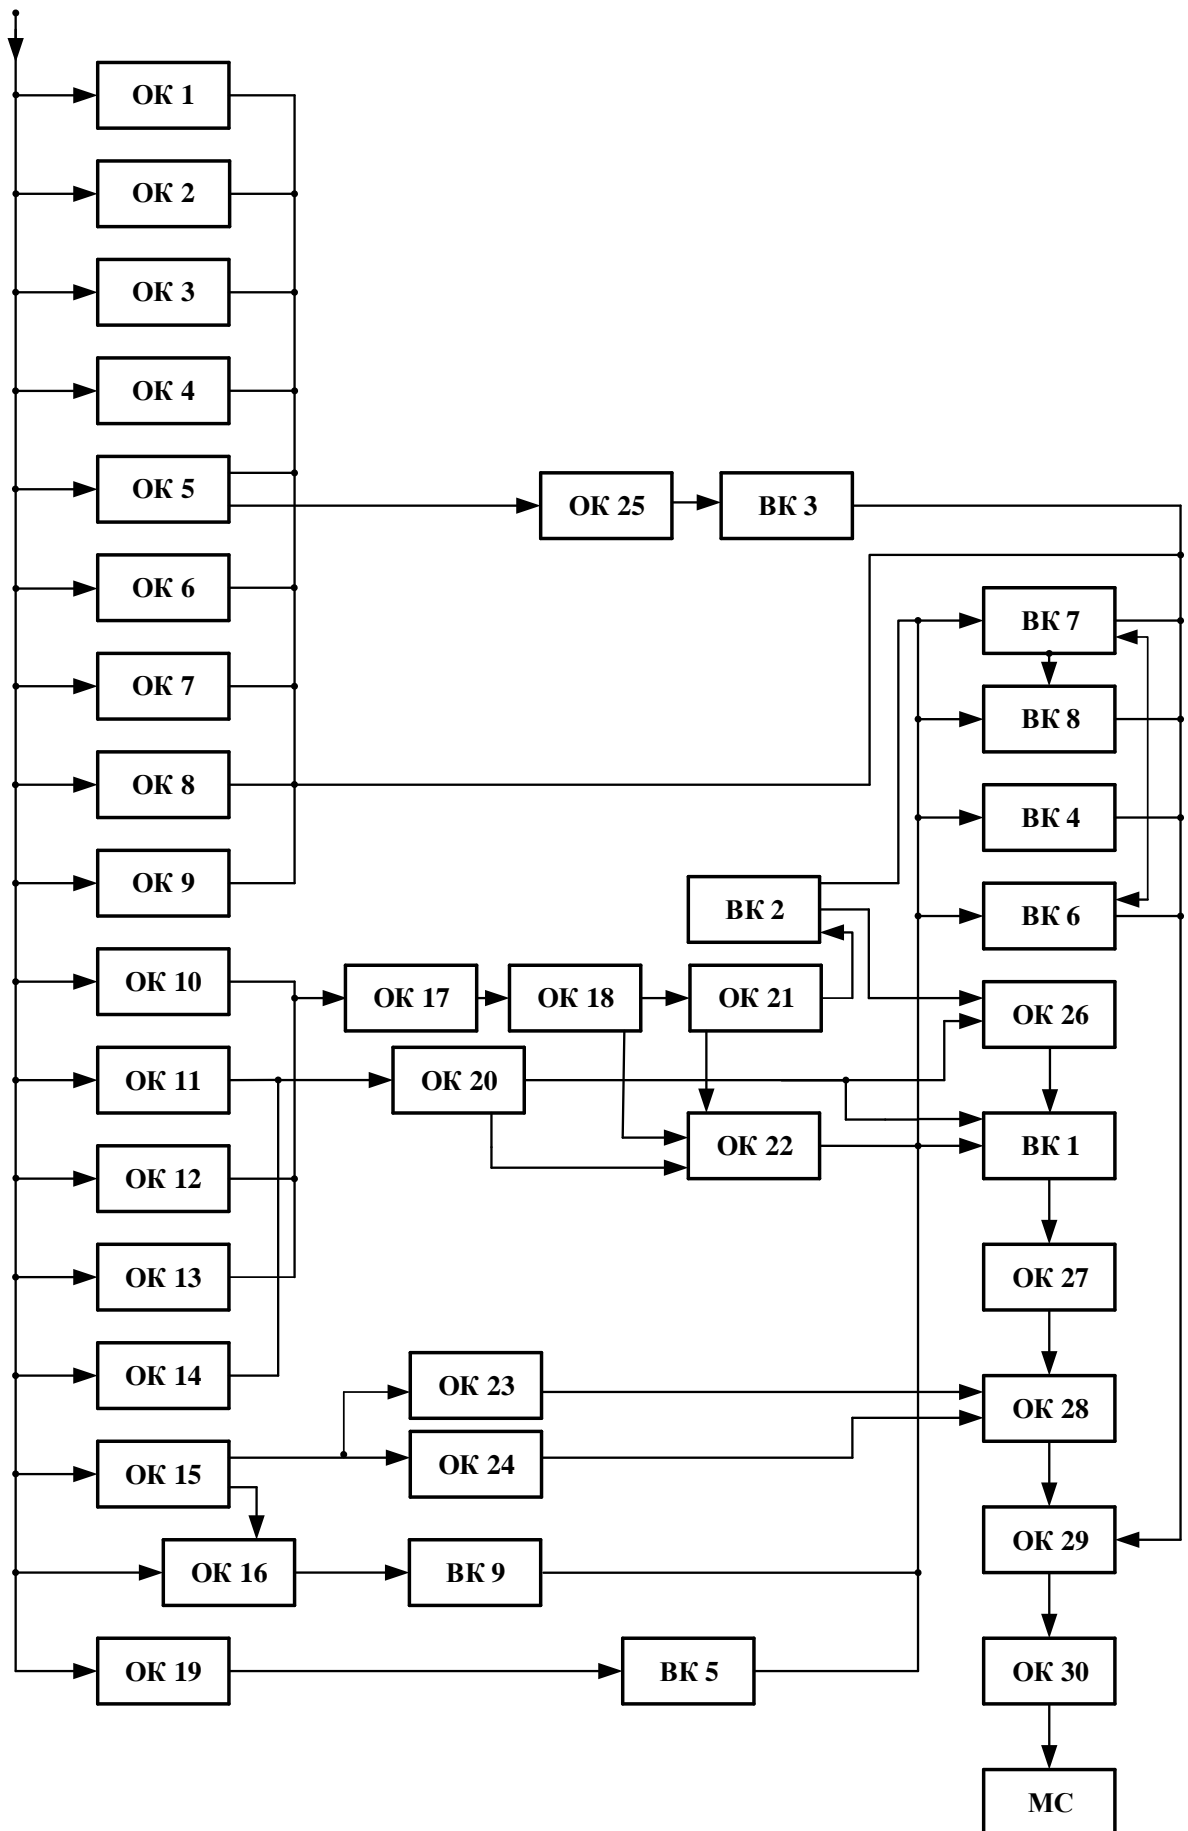 ОК 1
ОК 2
ОК 3
ОК 4
ОК 5
ОК 25
ВК 3
ОК 6
ВК 7
ОК 7
ВК 8
ОК 8
ВК 4
ОК 9
ВК 2
ВК 6
ОК 10
ОК 17
ОК 18
ОК 21
ОК 26
ОК 11
ОК 20
ОК 22
ВК 1
ОК 12
ОК 13
ОК 27
ОК 14
ОК 23
ОК 28
ОК 15
ОК 24
ОК 29
ОК 16
ВК 9
ОК 19
ВК 5
ОК 30
МС